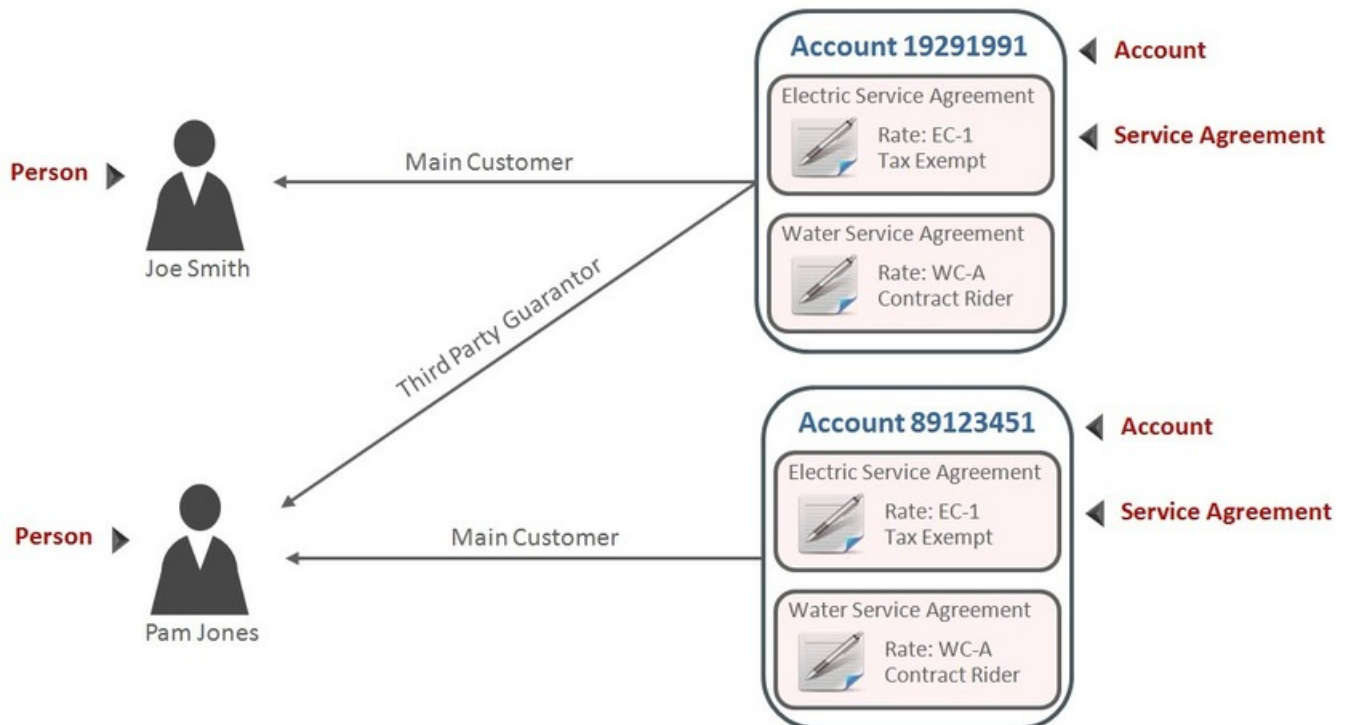 Account 19291991
Account
Electric Service Agreement
Rate: EC-1
Tax Exempt
Service Agreement
Main Customer
Person
Joe Smith
Water Service Agreement
Rate: WC-A
Contract Rider
Third Party Guarantor
Account 89123451
Account
Electric Service Agreement
Rate: EC-1
Tax Exempt
Service Agreement
Main Customer
Person
Pam Jones
Water Service Agreement
Rate: WC-A
Contract Rider